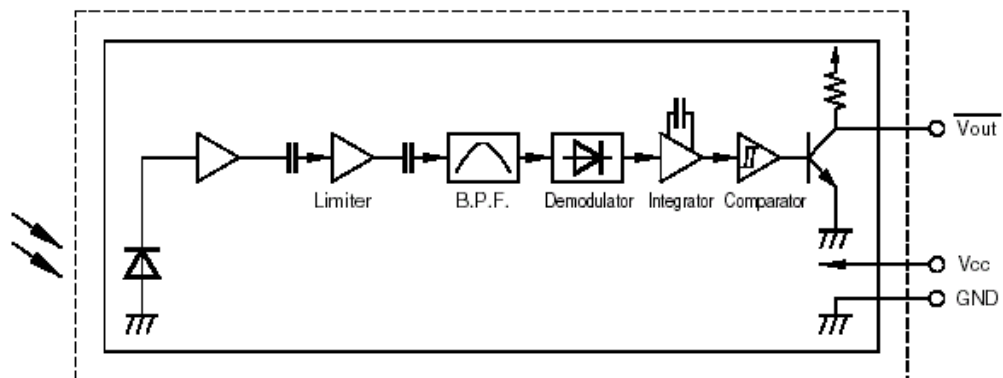 Limiter
B.P.F.
Demodulator
Integrator
Comparator
Vout
Vcc
GND